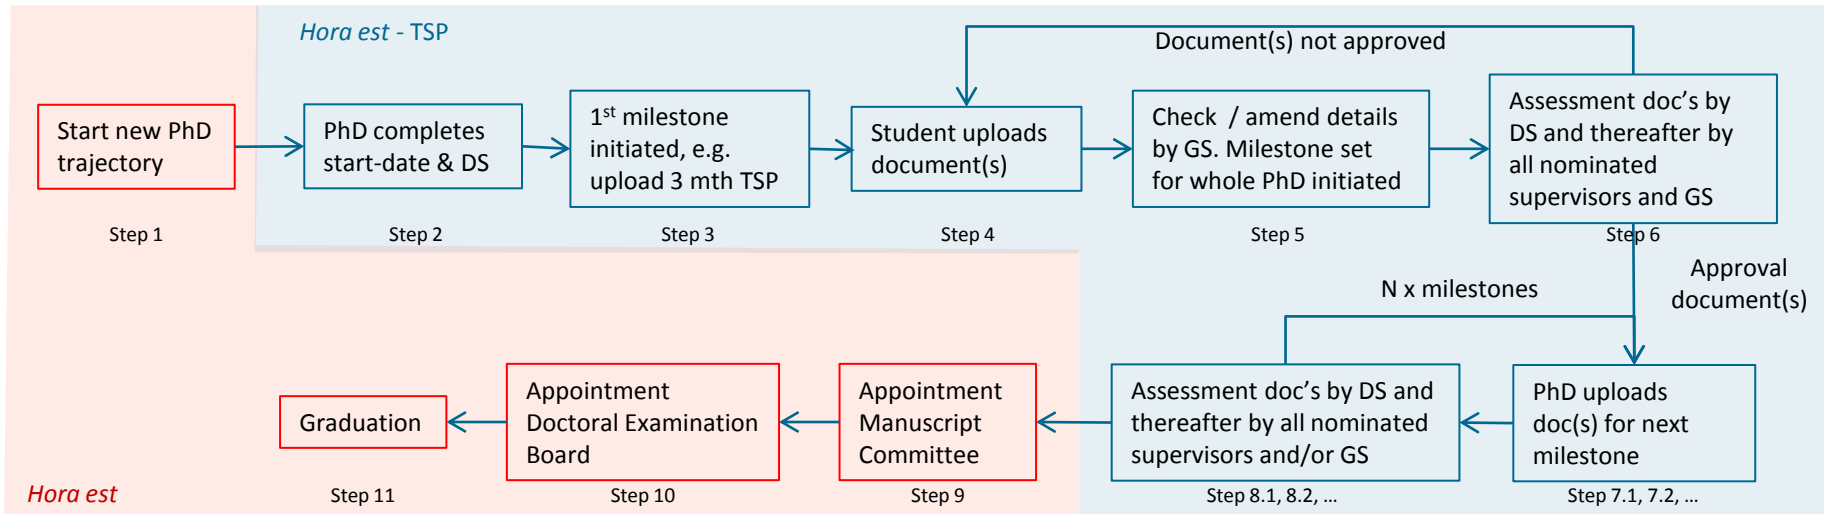 Hora est - TSP
Document(s) not approved
Start new PhD
trajectory
PhD completes
start-date & DS
1st milestone
initiated, e.g.
upload 3 mth TSP
Student uploads
document(s)
Check / amend details
by GS. Milestone set
for whole PhD initiated
Assessment doc's by
DS and thereafter by
all nominated
supervisors and GS
Step 1
Step 2
Step 3
Step 4
Step 5
Step 6
Approval
document(s)
N x milestones
Graduation
Appointment
Doctoral Examination
Board
Appointment
Manuscript
Committee
Assessment doc's by DS and
thereafter by all nominated
supervisors and/or GS
PhD uploads
doc(s) for next
milestone
Hora est
Step 11
Step 10
Step 9
Step 8.1, 8.2, ...
Step 7.1, 7.2, ...